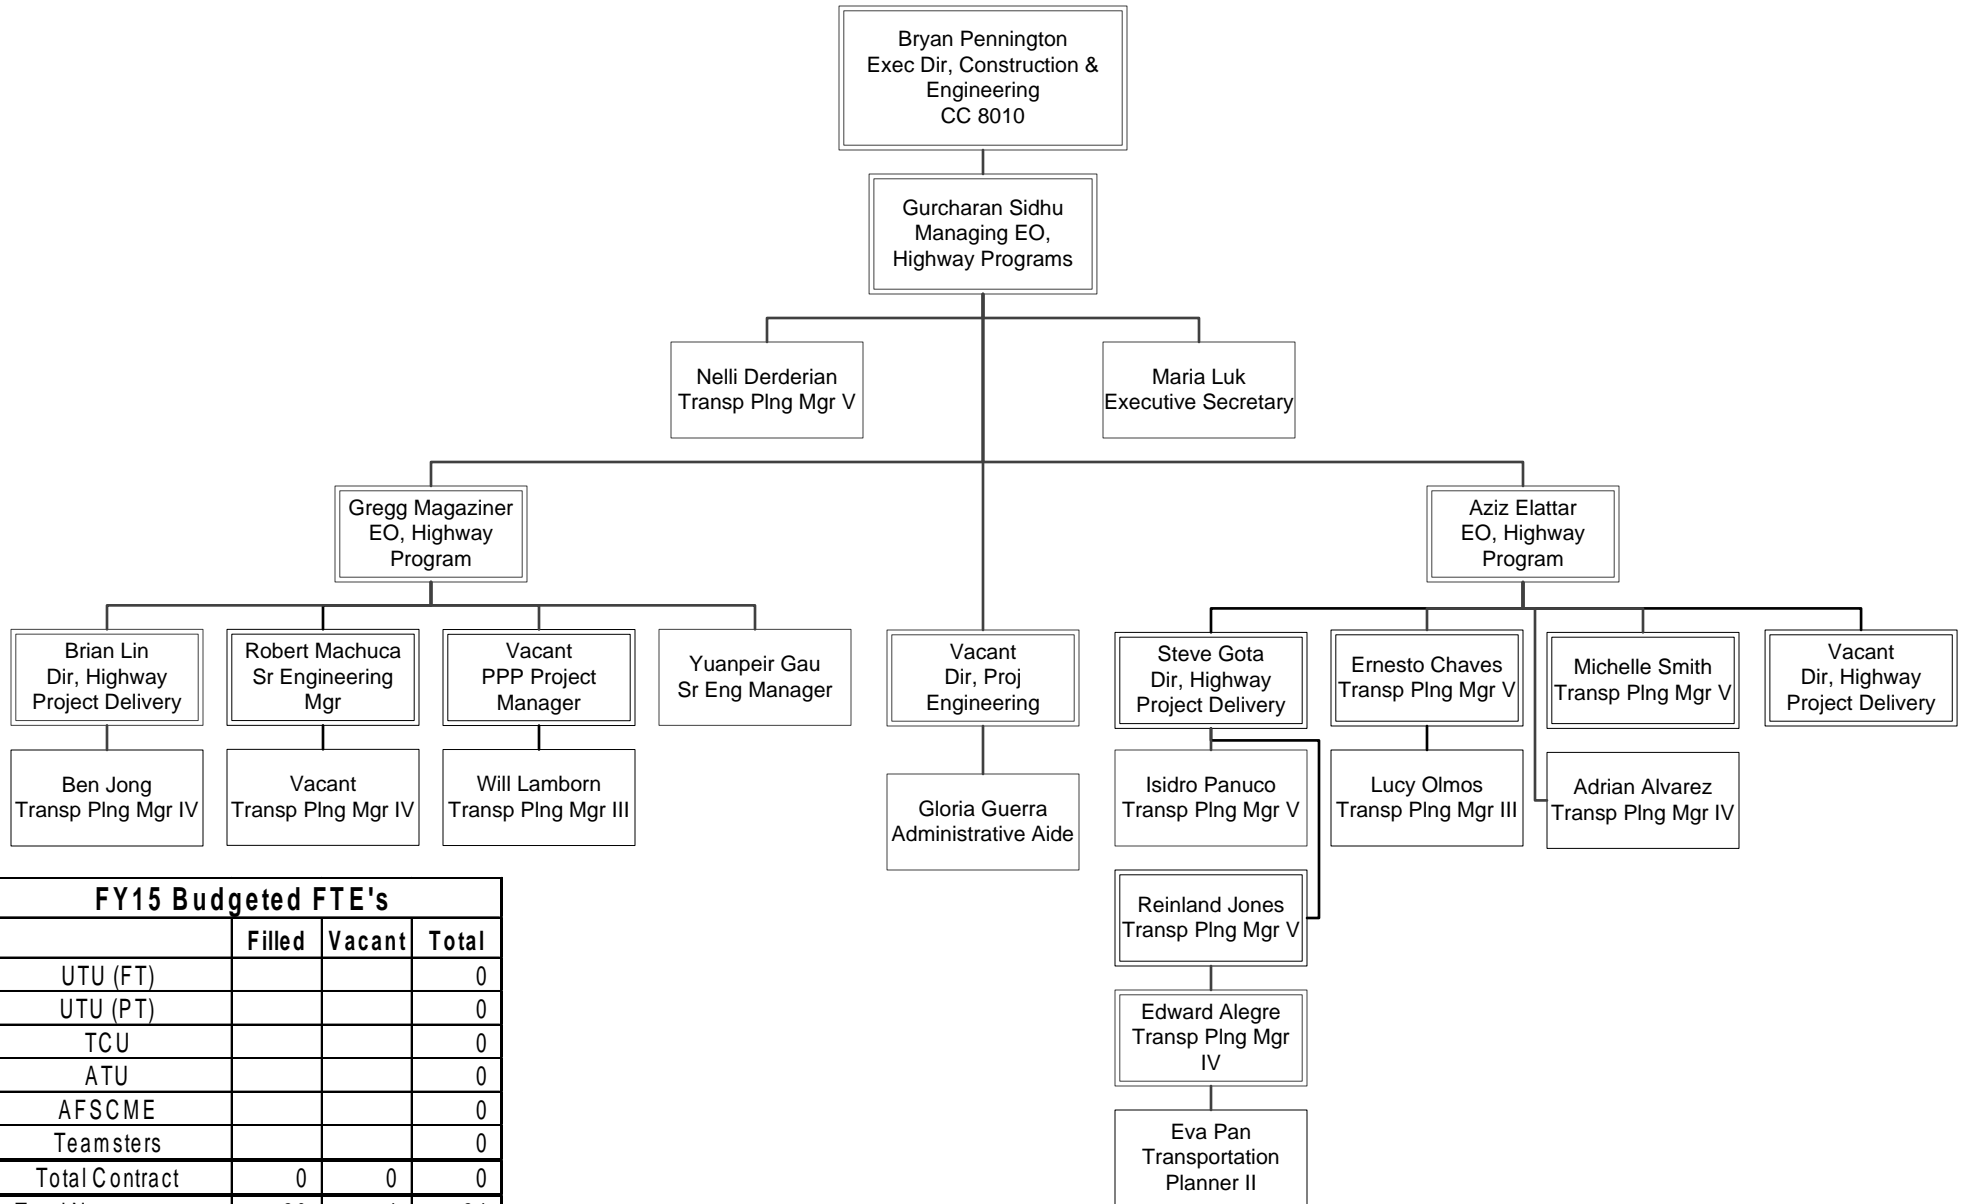 Bryan Pennington
Exec Dir, Construction &
Engineering
CC 8010
Gurcharan Sidhu
Managing EO,
Highway Programs
Nelli Derderian
Transp Plng Mgr V
Maria Luk
Executive Secretary
Gregg Magaziner
EO, Highway
Program
Aziz Elattar
EO, Highway
Program
Brian Lin
Dir, Highway
Project Delivery
Robert Machuca
Sr Engineering
Mgr
Vacant
PPP Project
Manager
Yuanpeir Gau
Sr Eng Manager
Vacant
Dir, Proj
Engineering
Steve Gota
Dir, Highway
Project Delivery
Ernesto Chaves
Transp Plng Mgr V
Michelle Smith
Transp Plng Mgr V
Vacant
Dir, Highway
Project Delivery
Ben Jong
Transp Plng Mgr IV
Vacant
Transp Plng Mgr IV
Will Lamborn
Transp Plng Mgr III
Gloria Guerra
Administrative Aide
Isidro Panuco
Transp Plng Mgr V
Lucy Olmos
Transp Plng Mgr III
Adrian Alvarez
Transp Plng Mgr IV
Reinland Jones
Transp Plng Mgr V
Edward Alegre
Transp Plng Mgr
IV
Eva Pan
Transportation
Planner II
FY15 Budgeted FTE's
Filled Vacant Total
UTU (FT) 0
UTU (PT) 0
TCU 0
ATU 0
AFSCME 0
Teamsters 0
Total Contract 0 0 0